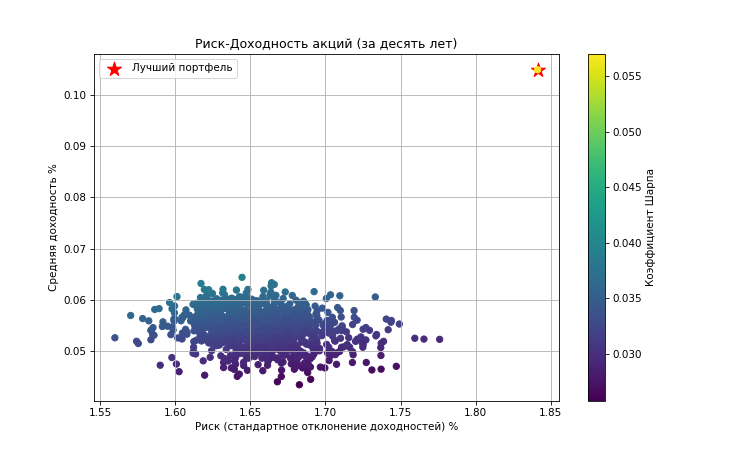 Риск-Доходность акций (за десять лет)
Лучший портфель
Средняя доходность %
0.10
0.09
0.08
0.07
0.06
0.05
1.55 1.60 1.65 1.70 1.75 1.80 1.85
Риск (стандартное отклонение доходностей) %
0.055
0.050
0.045
0.040
0.035
0.030
Коэффициент Шарпа